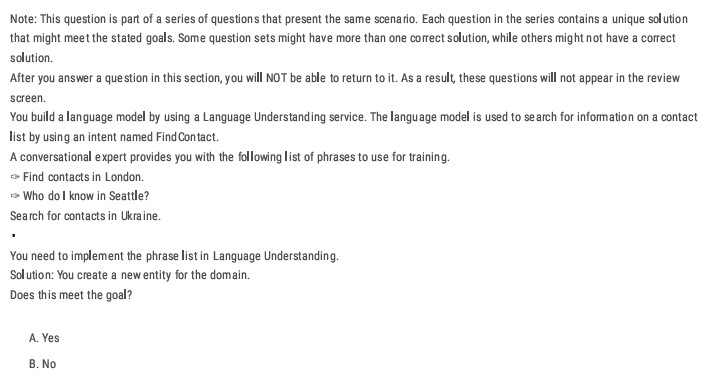 Note: This question is part of a series of questions that present the same scenario. Each question in the series contains a unique solution
that might meet the stated goals. Some question sets might have more than one correct solution, while others might not have a correct
solution.
After you answer a question in this section, you will NOT be able to return to it. As a result, these questions will not appear in the review
screen.
You build a language model by using a Language Understanding service. The language model is used to search for information on a contact
list by using an intent named FindContact.
A conversational expert provides you with the following list of phrases to use for training.
⇨ Find contacts in London.
⇨ Who do I know in Seattle?
Search for contacts in Ukraine.
▪
You need to implement the phrase list in Language Understanding.
Solution: You create a new entity for the domain.
Does this meet the goal?
A. Yes
B. No